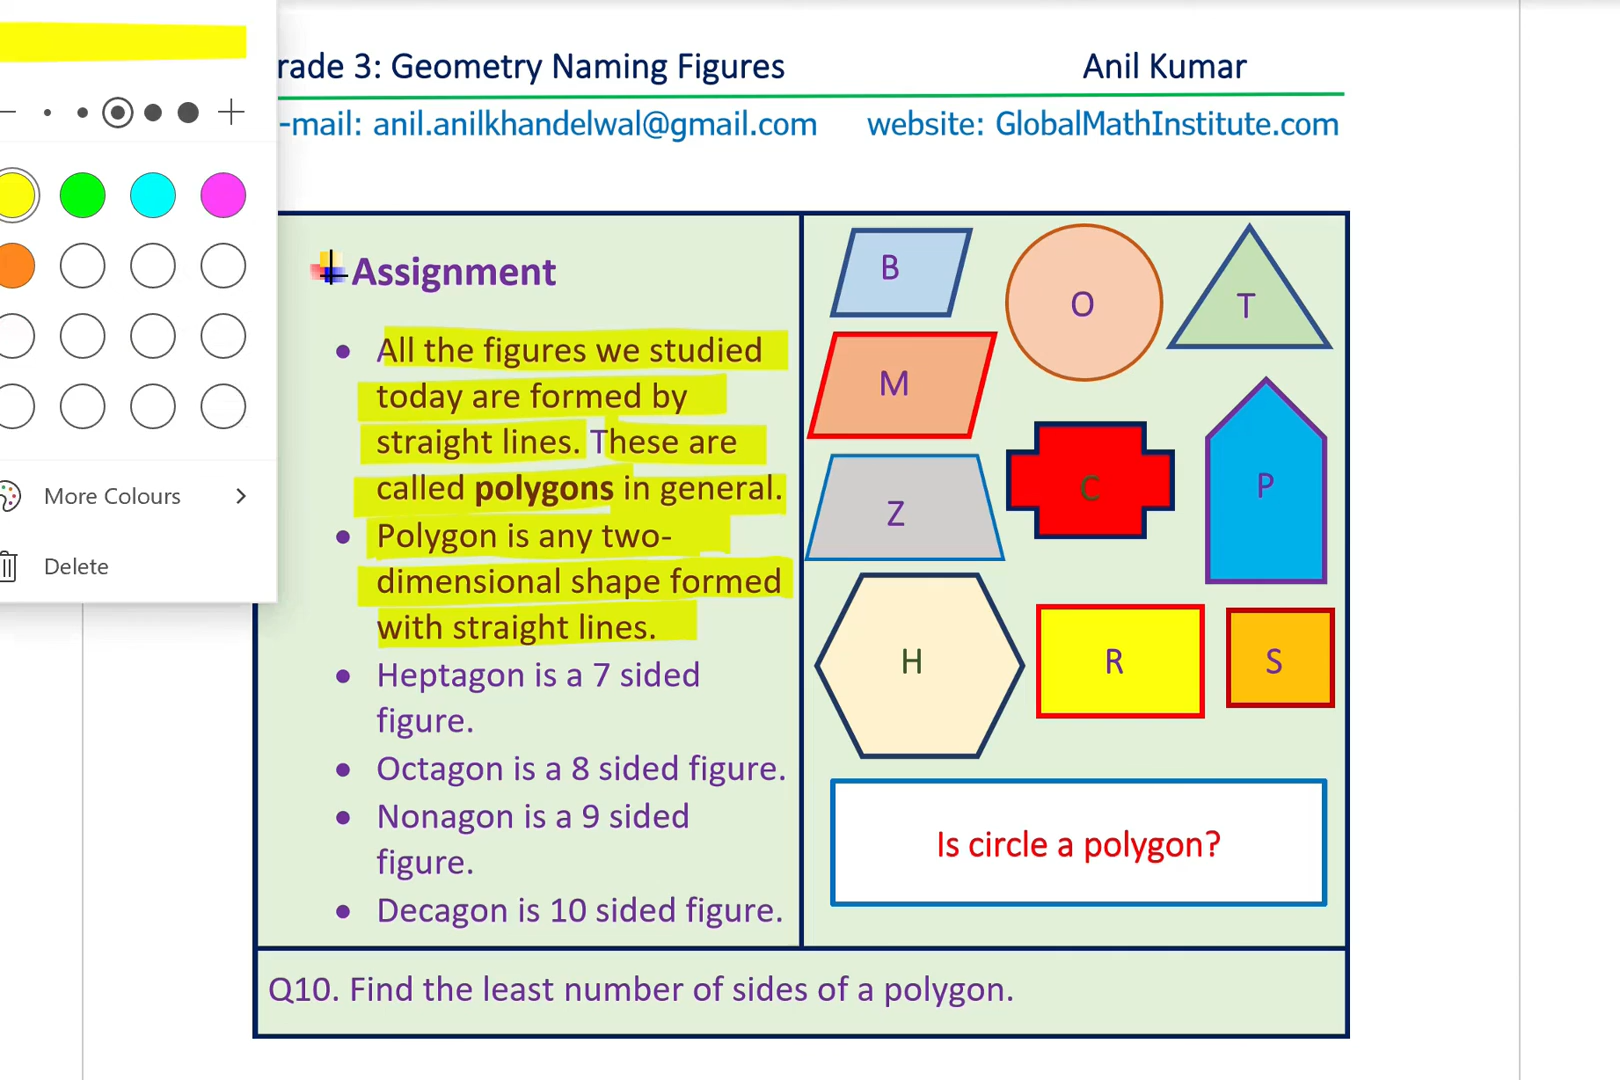 rade 3: Geometry Naming Figures Anil Kumar
-mail: anil.anilkhandelwal@gmail.com website: GlobalMathInstitute.com
More Colours
Delete
Assignment
• All the figures we studied
today are formed by
straight lines. These are
called polygons in general.
• Polygon is any two-
dimensional shape formed
with straight lines.
• Heptagon is a 7 sided
figure.
• Octagon is a 8 sided figure.
• Nonagon is a 9 sided
figure.
• Decagon is 10 sided figure.
B
O
T
M
C
P
Z
H
R
S
Is circle a polygon?
Q10. Find the least number of sides of a polygon.